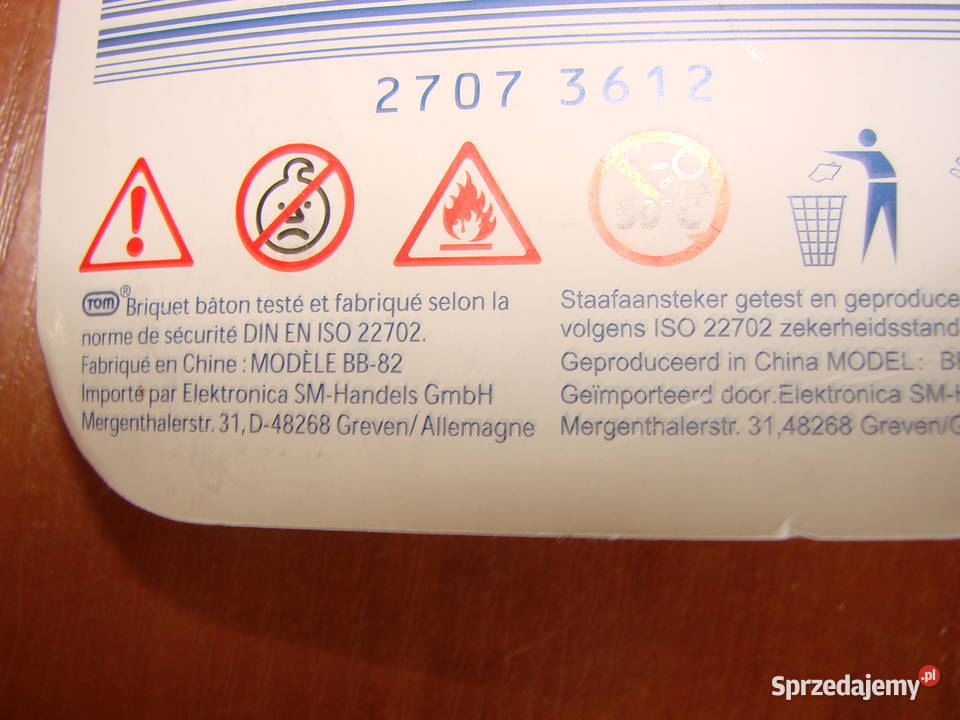 2707 3612
50°C
TOM® Briquet bâton testé et fabriqué selon la
norme de sécurité DIN EN ISO 22702.
Fabriqué en Chine : MODÈLE BB-82
Importé par Elektronica SM-Handels GmbH
Mergenthalerstr. 31, D-48268 Greven/ Allemagne
Staafaansteker getest en geproduce
volgens ISO 22702 zekerheidsstand
Geproduceerd in China MODEL: BB
Geïmporteerd door.Elektronica SM-H
Mergenthalerstr. 31,48268 Greven/G
Sprzedajemy.pl